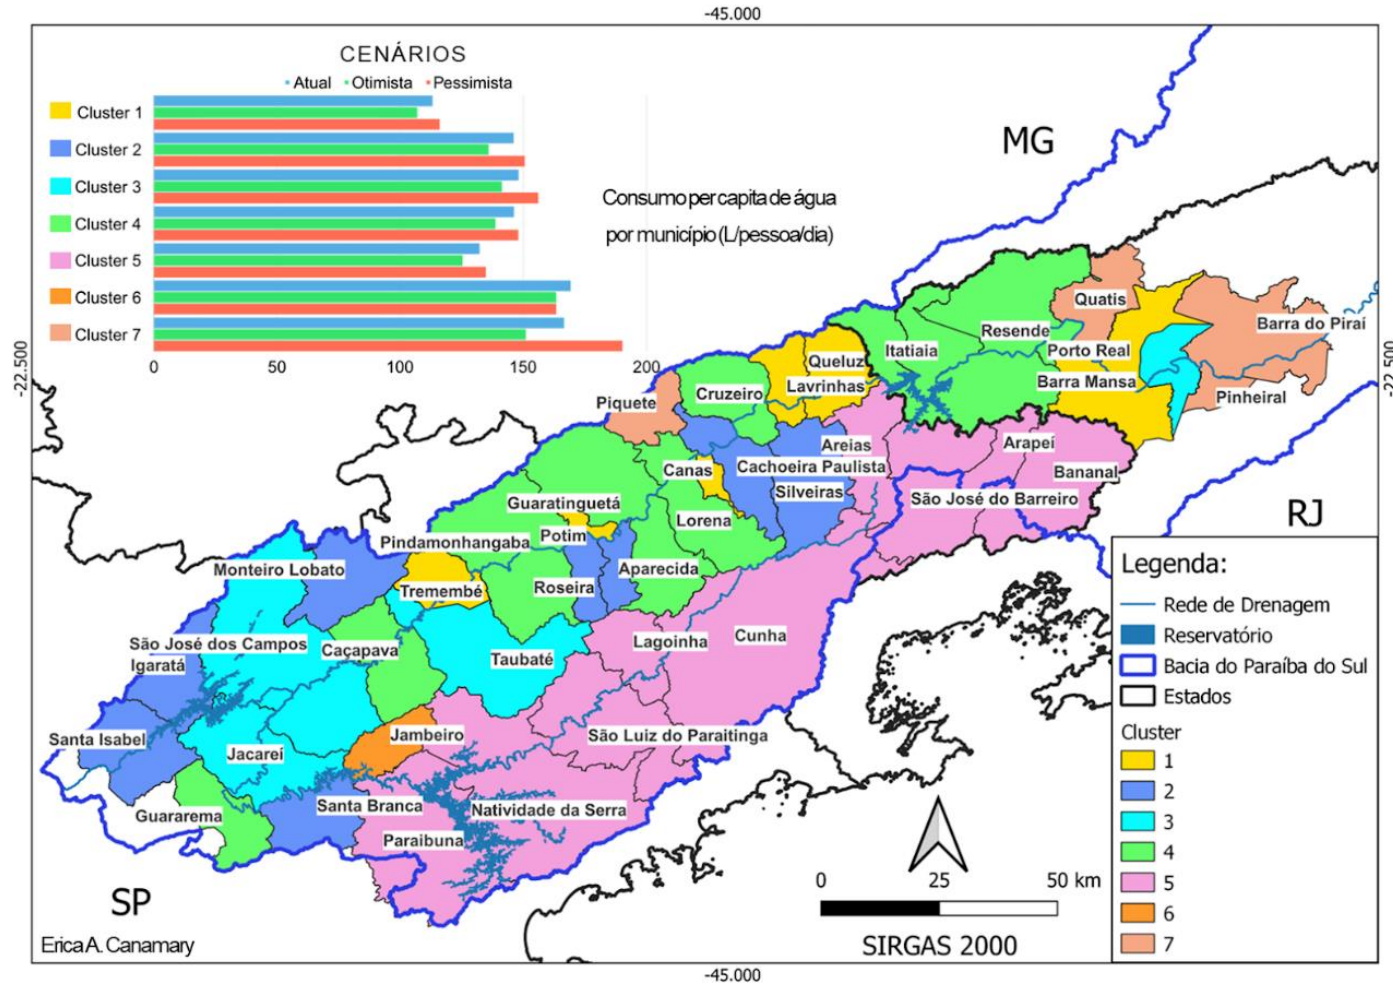 -45.000
CENÁRIOS
Atual Otimista Pessimista
Cluster 1
Cluster 2
Cluster 3
Cluster 4
Cluster 5
Cluster 6
Cluster 7
0 50 100 150 200
Consumo per capita de água
por município (L/pessoa/dia)
MG
-22.500
-22.500
Quatis
Barra do Piraí
Resende
Porto Real
Itatiaia
Queluz
Lavrinhas
Barra Mansa
Pinheiral
Cruzeiro
Piquete
Areias
Arapeí
Canas
Cachoeira Paulista
Bananal
Silveiras
São José do Barreiro
Guaratinguetá
Lorena
RJ
Potim
Pindamonhangaba
Monteiro Lobato
Aparecida
Tremembé
Roseira
São José dos Campos
Caçapava
Lagoinha
Cunha
Igaratá
Taubaté
Santa Isabel
Jambeiro
São Luiz do Paraitinga
Jacareí
Guararema
Santa Branca
Natividade da Serra
Paraibuna
SP
Erica A. Canamary
0 25 50 km
SIRGAS 2000
Legenda:
Rede de Drenagem
Reservatório
Bacia do Paraíba do Sul
Estados
Cluster
1
2
3
4
5
6
7
-45.000